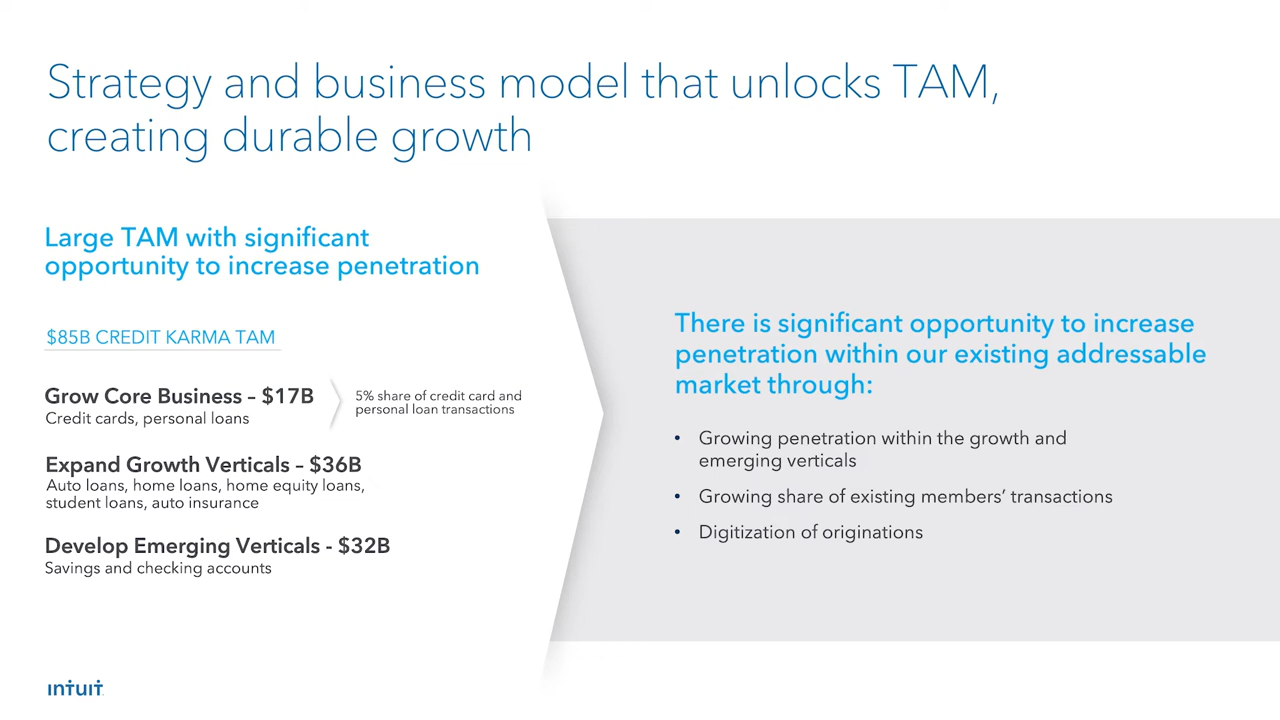 Strategy and business model that unlocks TAM,
creating durable growth
Large TAM with significant
opportunity to increase penetration
$85B CREDIT KARMA TAM
Grow Core Business – $17B
Credit cards, personal loans
5% share of credit card and
personal loan transactions
Expand Growth Verticals – $36B
Auto loans, home loans, home equity loans,
student loans, auto insurance
Develop Emerging Verticals - $32B
Savings and checking accounts
There is significant opportunity to increase
penetration within our existing addressable
market through:
• Growing penetration within the growth and
emerging verticals
• Growing share of existing members’ transactions
• Digitization of originations
ıntuıt